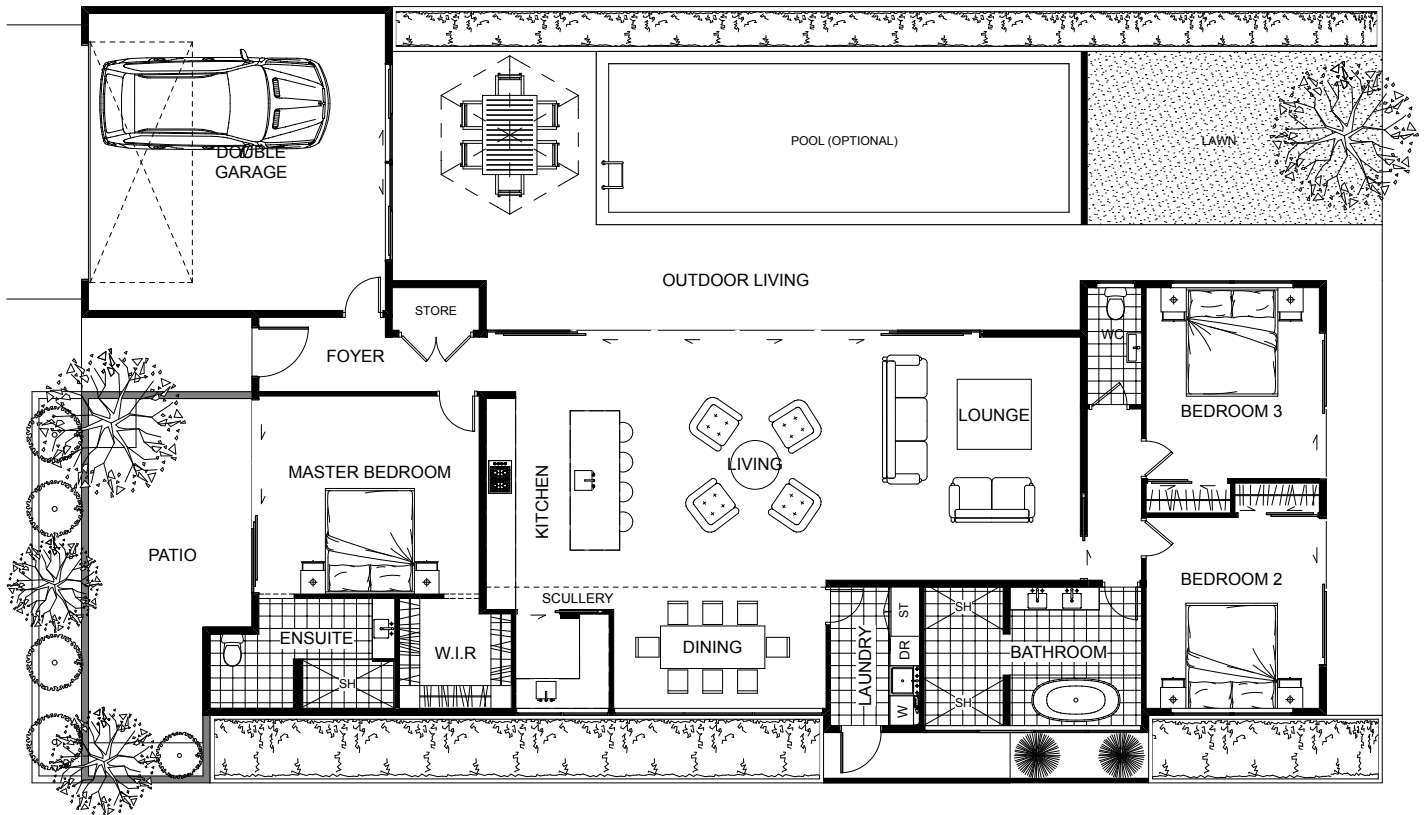 DOUBLE
GARAGE
POOL (OPTIONAL)
LAWN
OUTDOOR LIVING
STORE
FOYER
WC
BEDROOM 3
LOUNGE
LIVING
MASTER BEDROOM
KITCHEN
PATIO
BEDROOM 2
SCULLERY
ENSUITE
W.I.R
SH
DINING
LAUNDRY
ST
DR
W
SH
SH
BATHROOM